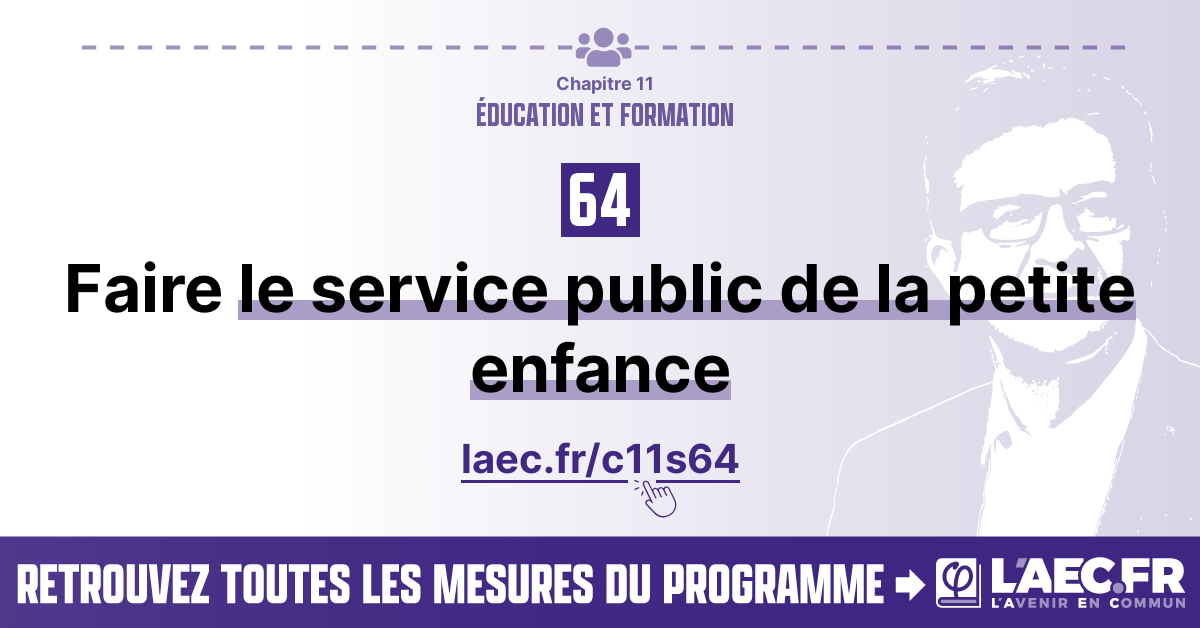 Chapitre 11
ÉDUCATION ET FORMATION
64
Faire le service public de la petite
enfance
laec.fr/c11s64
RETROUVEZ TOUTES LES MESURES DU PROGRAMME
L'AEC.FR
L'AVENIR EN COMMUN